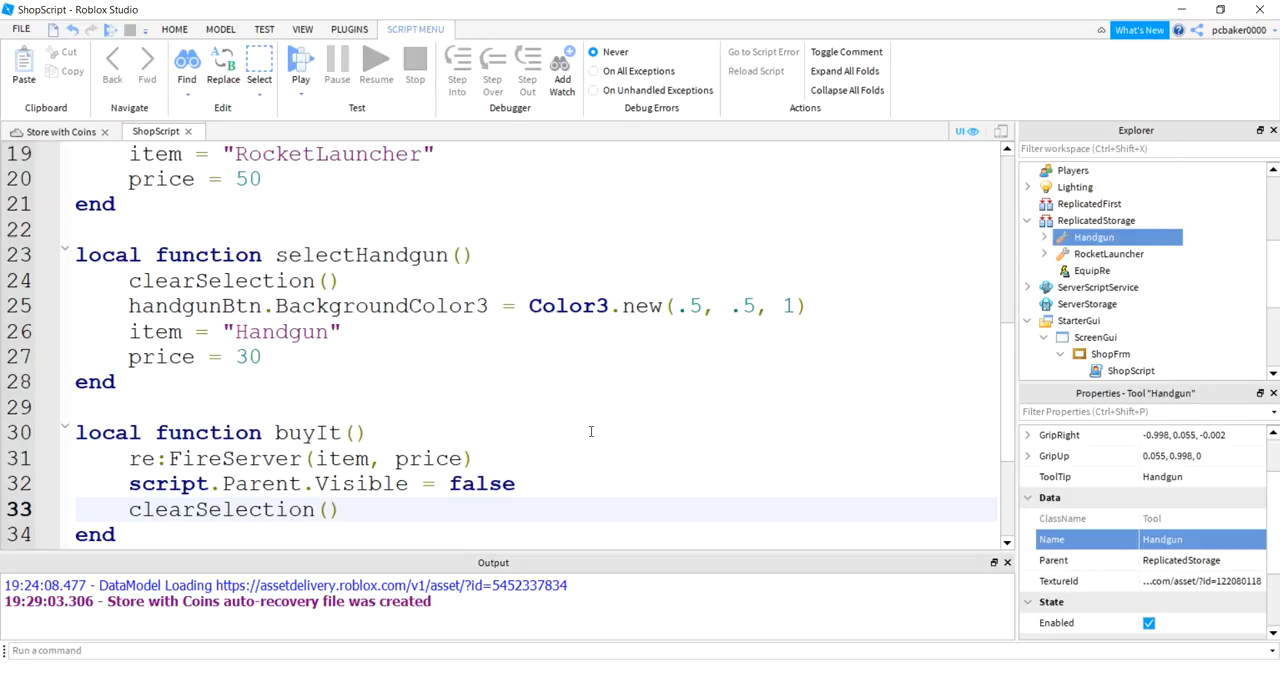 ShopScript - Roblox Studio
FILE HOME MODEL TEST VIEW PLUGINS SCRIPT MENU What's New pcbaker0000
Paste Cut Copy
Back Fwd
Find Replace Select
Play Pause Resume Stop
Step Into Step Over Step Out Add Watch
Never
On All Exceptions
On Unhandled Exceptions
Go to Script Error
Reload Script
Toggle Comment
Expand All Folds
Collapse All Folds
Clipboard Navigate Edit Test Debugger Debug Errors Actions
Store with Coins ShopScript UI
19 item = "RocketLauncher"
20 price = 50
21 end
22
23 local function selectHandgun()
24 clearSelection()
25 handgunBtn.BackgroundColor3 = Color3.new(.5, .5, 1)
26 item = "Handgun"
27 price = 30
28 end
29
30 local function buyIt()
31 re:FireServer(item, price)
32 script.Parent.Visible = false
33 clearSelection()
34 end
Output
19:24:08.477 - DataModel Loading https://assetdelivery.roblox.com/v1/asset/?id=5452337834
19:29:03.306 - Store with Coins auto-recovery file was created
Run a command
Explorer
Filter workspace (Ctrl+Shift+X)
Players
Lighting
ReplicatedFirst
ReplicatedStorage
Handgun
RocketLauncher
EquipRe
ServerScriptService
ServerStorage
StarterGui
ScreenGui
ShopFrm
ShopScript
Properties - Tool "Handgun"
Filter Properties (Ctrl+Shift+P)
GripRight -0.998, 0.055, -0.002
GripUp 0.055, 0.998, 0
ToolTip Handgun
Data
ClassName Tool
Name Handgun
Parent ReplicatedStorage
TextureId ...com/asset/?id=122080118
State
Enabled